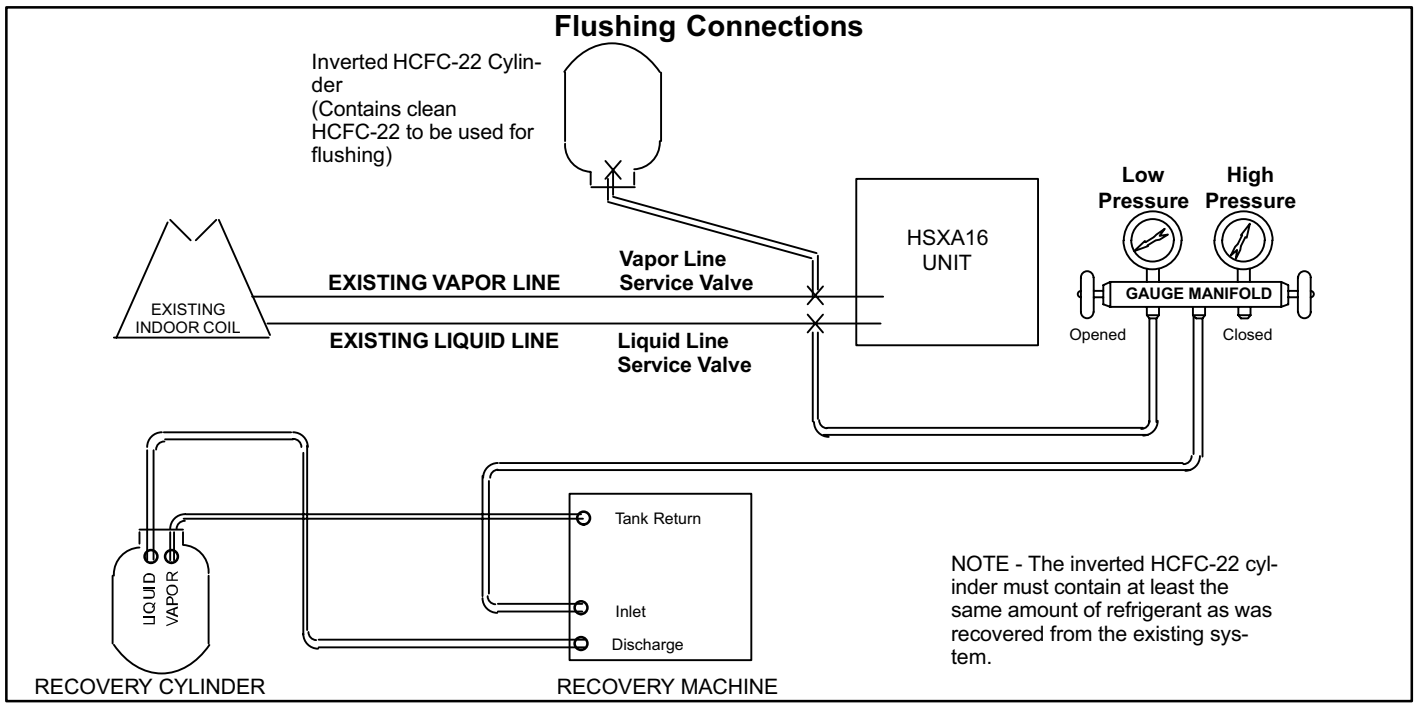 Flushing Connections
Inverted HCFC-22 Cylin-
der
(Contains clean
HCFC-22 to be used for
flushing)
Low
Pressure
High
Pressure
HSXA16
UNIT
Vapor Line
Service Valve
EXISTING VAPOR LINE
EXISTING
INDOOR COIL
GAUGE MANIFOLD
Opened
Closed
EXISTING LIQUID LINE
Liquid Line
Service Valve
Tank Return
Inlet
Discharge
LIQUID
VAPOR
RECOVERY CYLINDER
RECOVERY MACHINE
NOTE - The inverted HCFC-22 cyl-
inder must contain at least the
same amount of refrigerant as was
recovered from the existing sys-
tem.